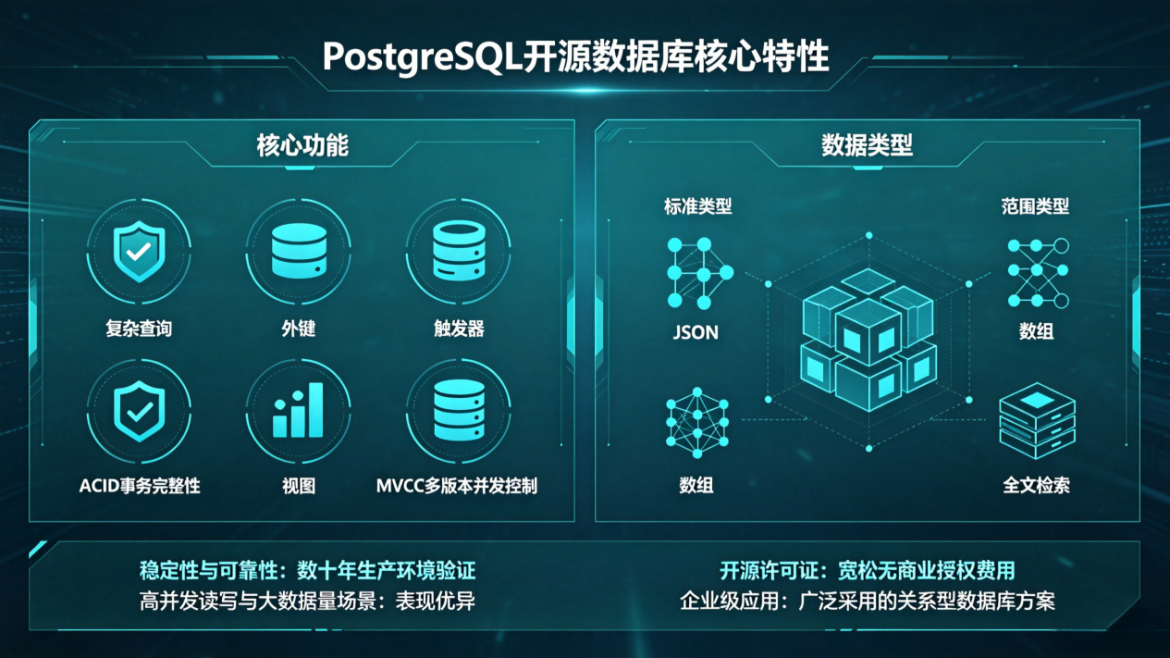 PostgreSQL开源数据库核心特性
核心功能
复杂查询
外键
触发器
ACID事务完整性
视图
MVCC多版本并发控制
数据类型
标准类型
范围类型
JSON
数组
数组
全文检索
稳定性与可靠性：数十年生产环境验证
高并发读写与大数据量场景：表现优异
开源许可证：宽松无商业授权费用
企业级应用：广泛采用的关系型数据库方案